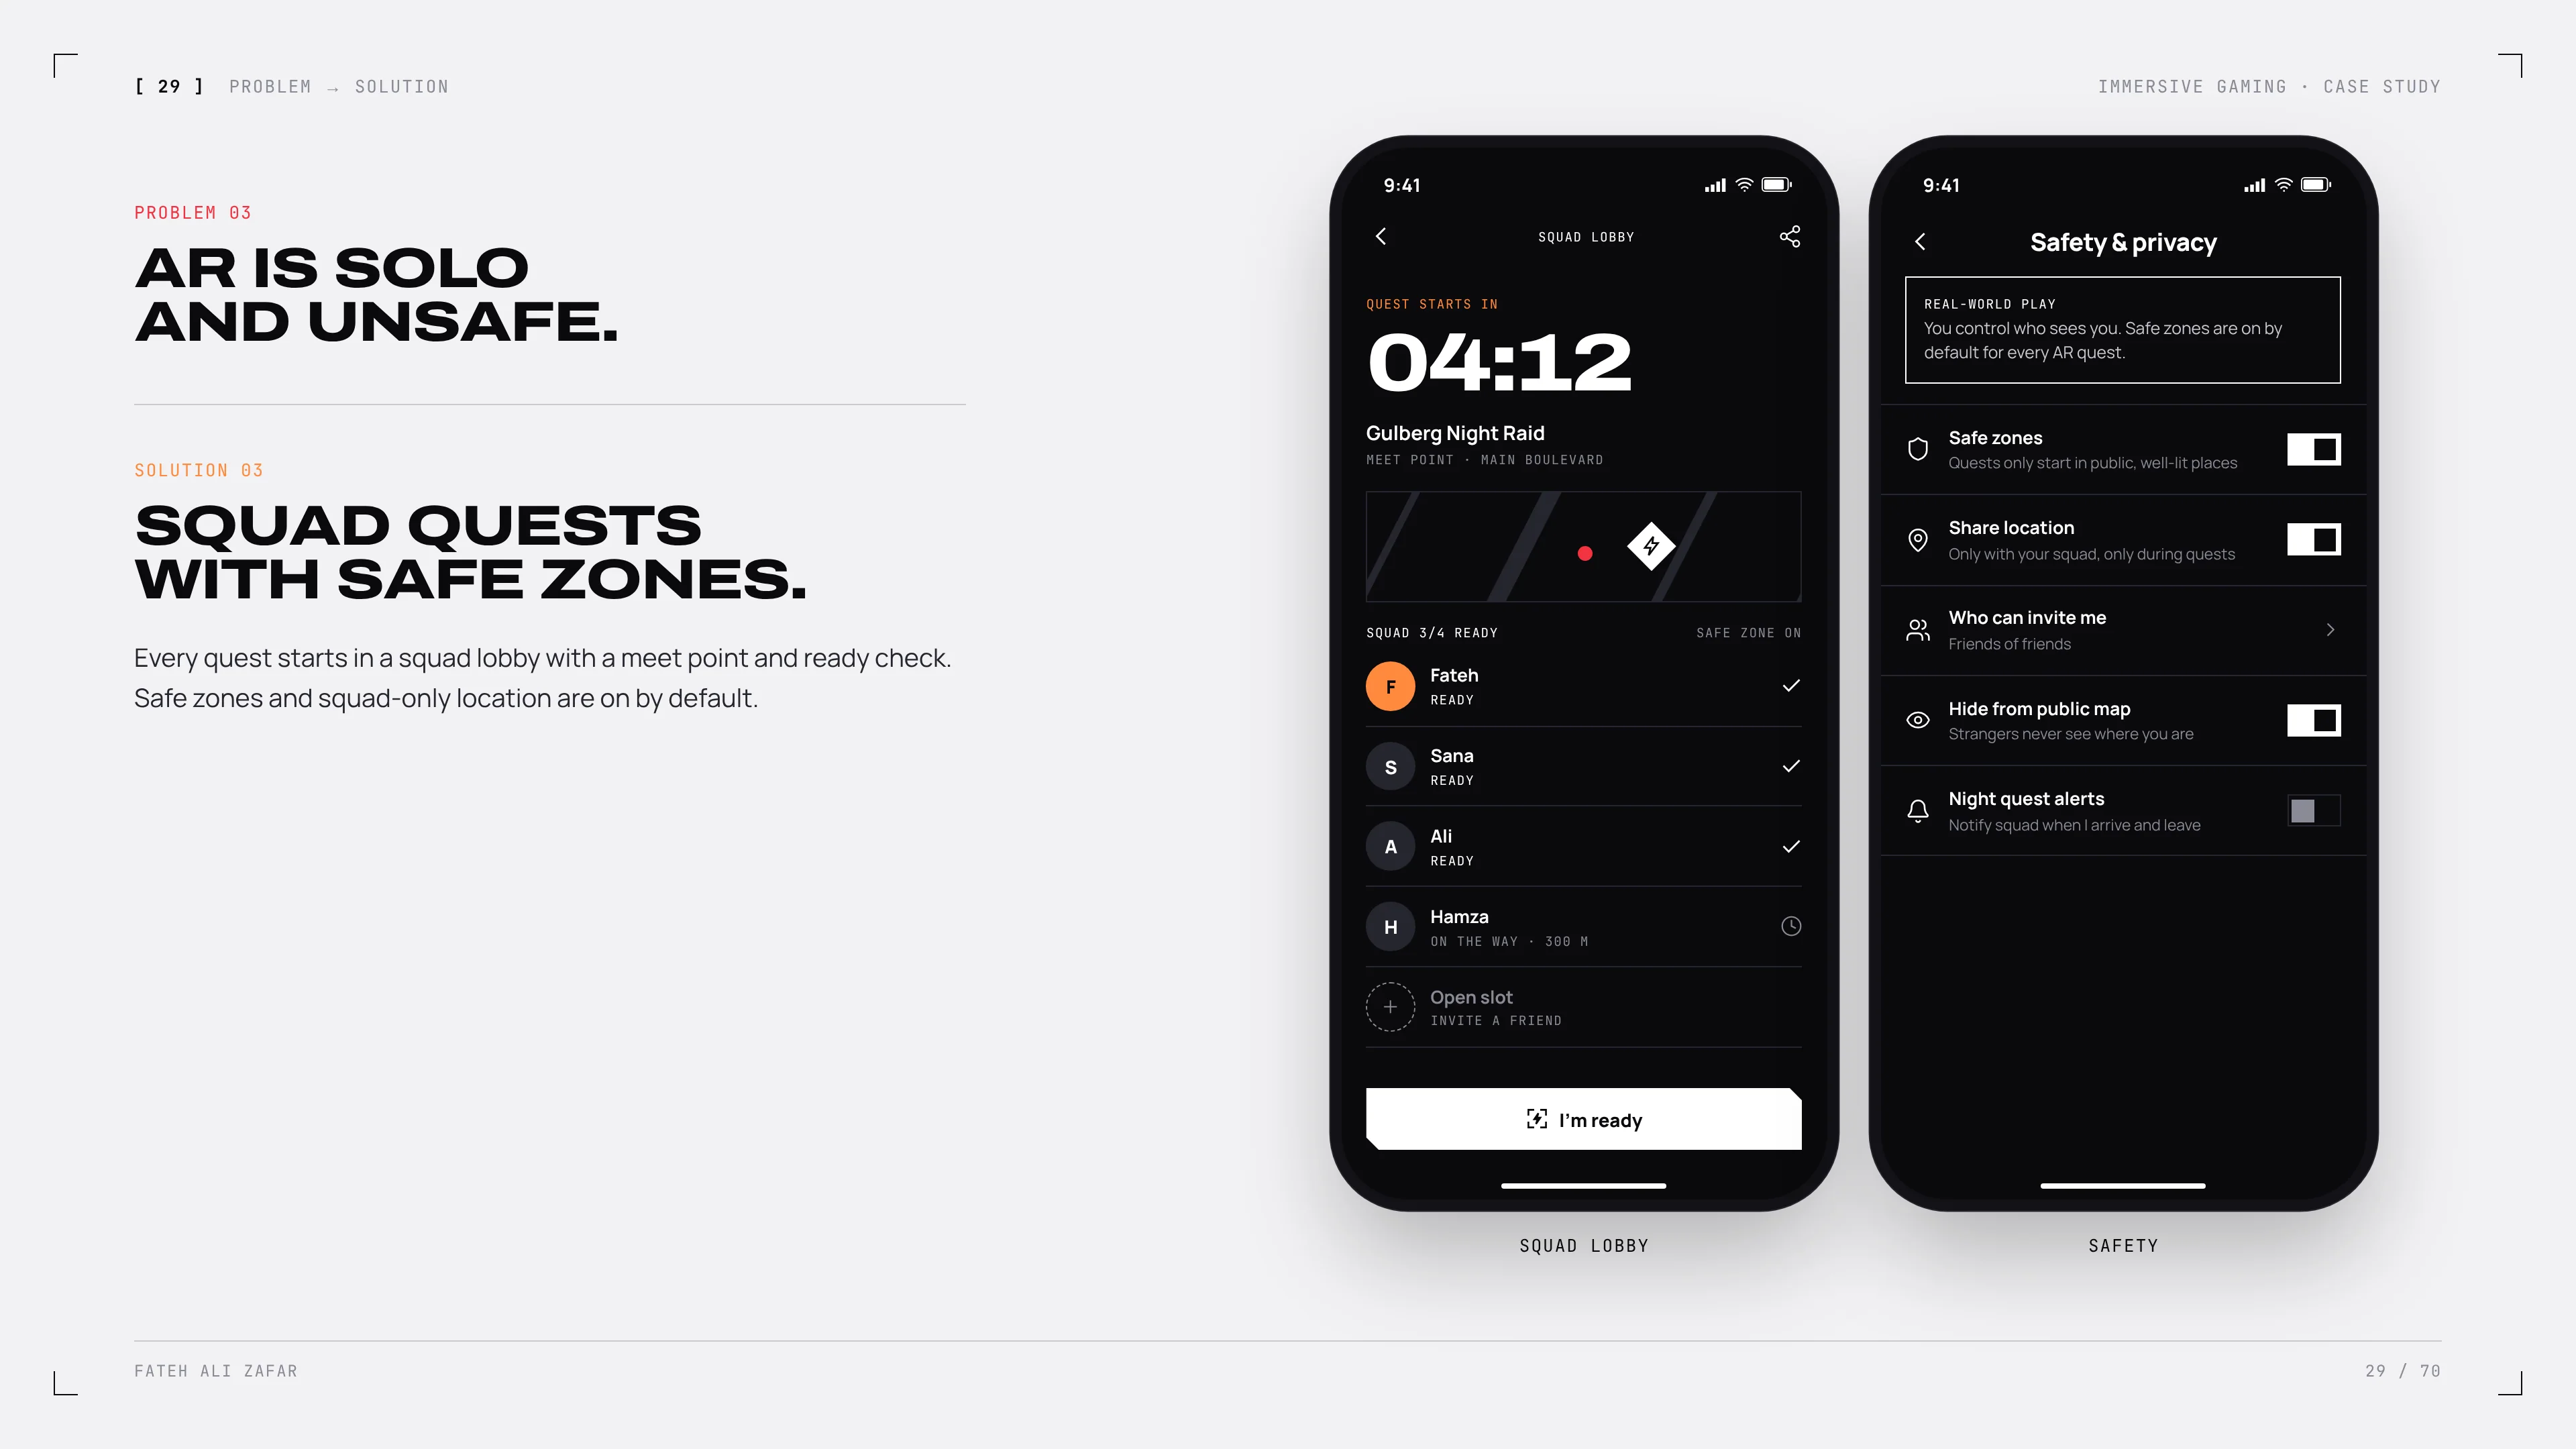 [ 29 ] PROBLEM → SOLUTION
IMMERSIVE GAMING · CASE STUDY
PROBLEM 03
AR IS SOLO
AND UNSAFE.
SOLUTION 03
SQUAD QUESTS
WITH SAFE ZONES.
Every quest starts in a squad lobby with a meet point and ready check.
Safe zones and squad-only location are on by default.
9:41
SQUAD LOBBY
QUEST STARTS IN
04:12
Gulberg Night Raid
MEET POINT · MAIN BOULEVARD
SQUAD 3/4 READY
SAFE ZONE ON
F
Fateh
READY
S
Sana
READY
A
Ali
READY
H
Hamza
ON THE WAY · 300 M
Open slot
INVITE A FRIEND
I'm ready
SQUAD LOBBY
9:41
Safety & privacy
REAL-WORLD PLAY
You control who sees you. Safe zones are on by
default for every AR quest.
Safe zones
Quests only start in public, well-lit places
Share location
Only with your squad, only during quests
Who can invite me
Friends of friends
Hide from public map
Strangers never see where you are
Night quest alerts
Notify squad when I arrive and leave
SAFETY
FATEH ALI ZAFAR
29 / 70